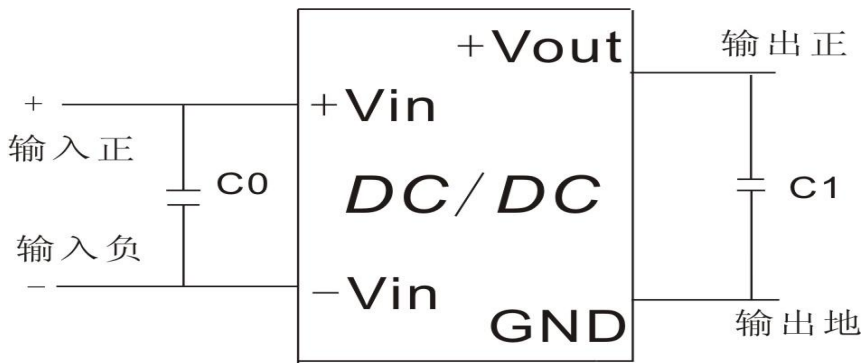 +Vout
输出正
+
+Vin
输入正
C0
DC/DC
C1
输入负
−
−Vin
GND
输出地